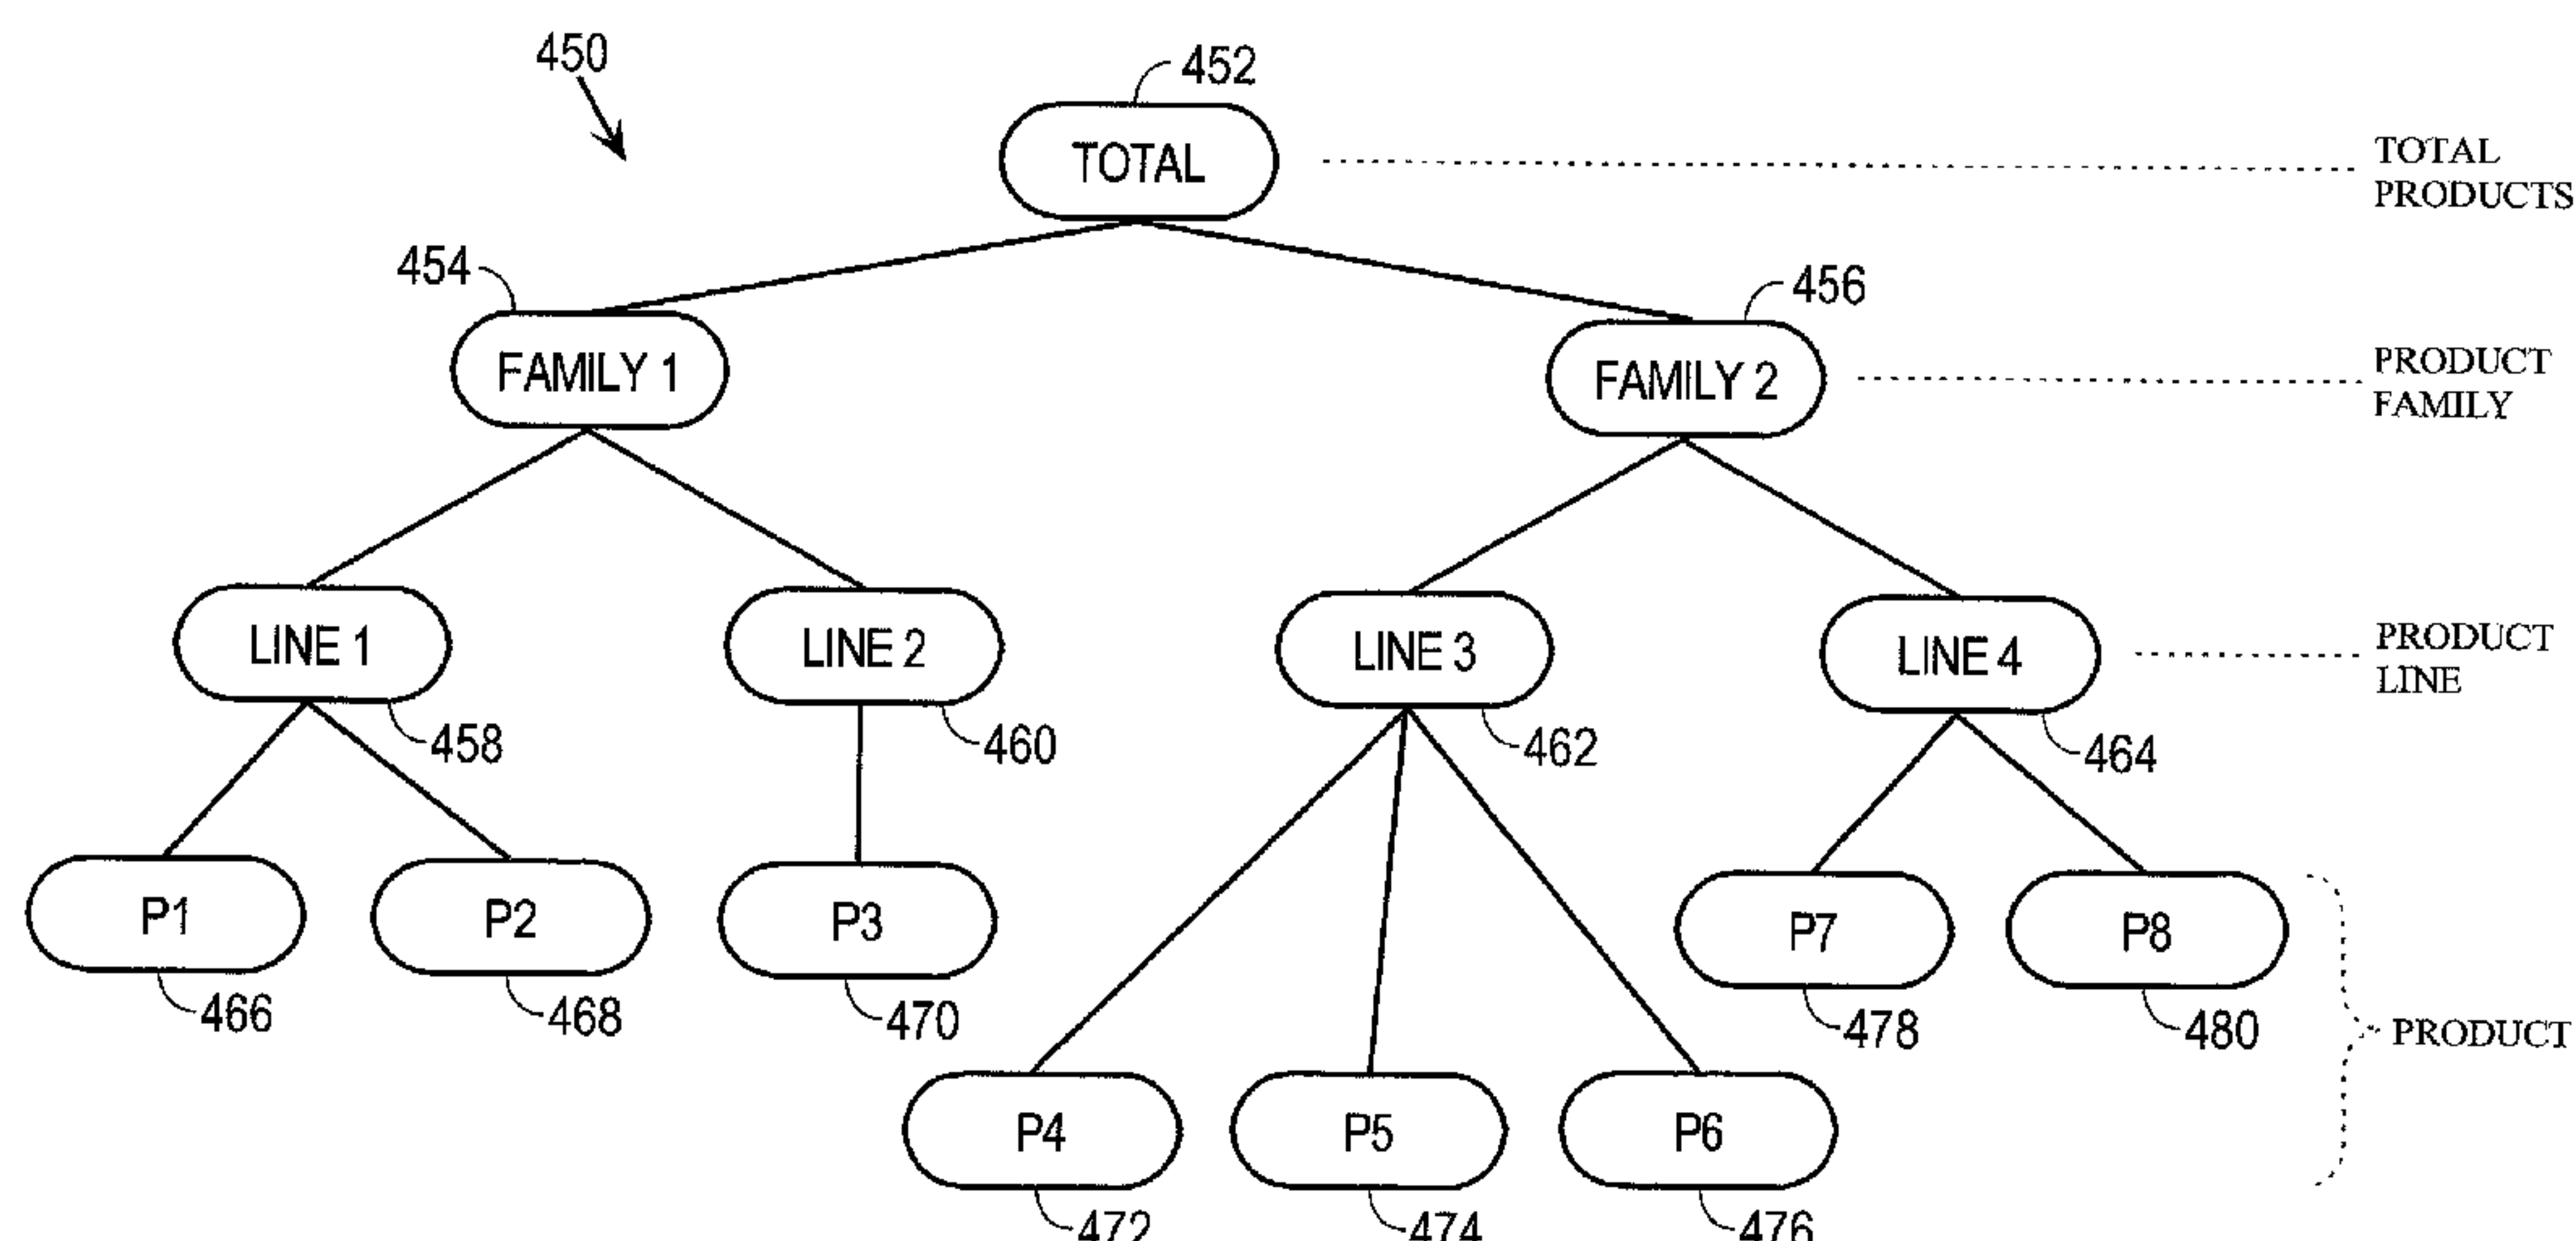 450
452
TOTAL
TOTAL
PRODUCTS
454
456
FAMILY 1
FAMILY 2
PRODUCT
FAMILY
LINE 1
LINE 2
LINE 3
LINE 4
PRODUCT
LINE
458
460
462
464
P1
P2
P3
P7
P8
466
468
470
478
480
PRODUCT
P4
P5
P6
472
474
476